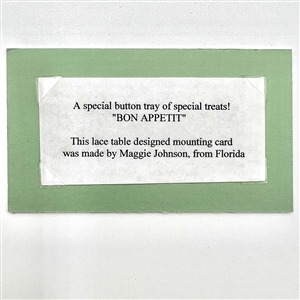 A special button tray of special treats!
"BON APPETIT"
This lace table designed mounting card
was made by Maggie Johnson, from Florida